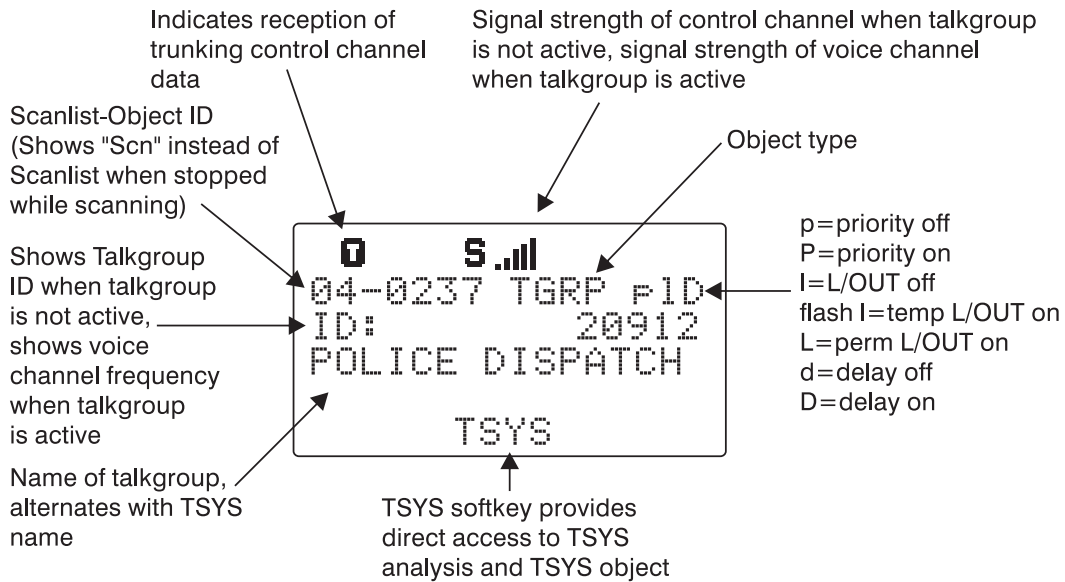 Indicates reception of
trunking control channel
data
Signal strength of control channel when talkgroup
is not active, signal strength of voice channel
when talkgroup is active
Scanlist-Object ID
(Shows "Scn" instead of
Scanlist when stopped
while scanning)
Object type
Shows Talkgroup
ID when talkgroup
is not active,
shows voice
channel frequency
when talkgroup
is active
T S
04-0237 TGRP plD
ID: 20912
POLICE DISPATCH
TSYS
p=priority off
P=priority on
l=L/OUT off
flash l=temp L/OUT on
L=perm L/OUT on
d=delay off
D=delay on
Name of talkgroup,
alternates with TSYS
name
TSYS softkey provides
direct access to TSYS
analysis and TSYS object